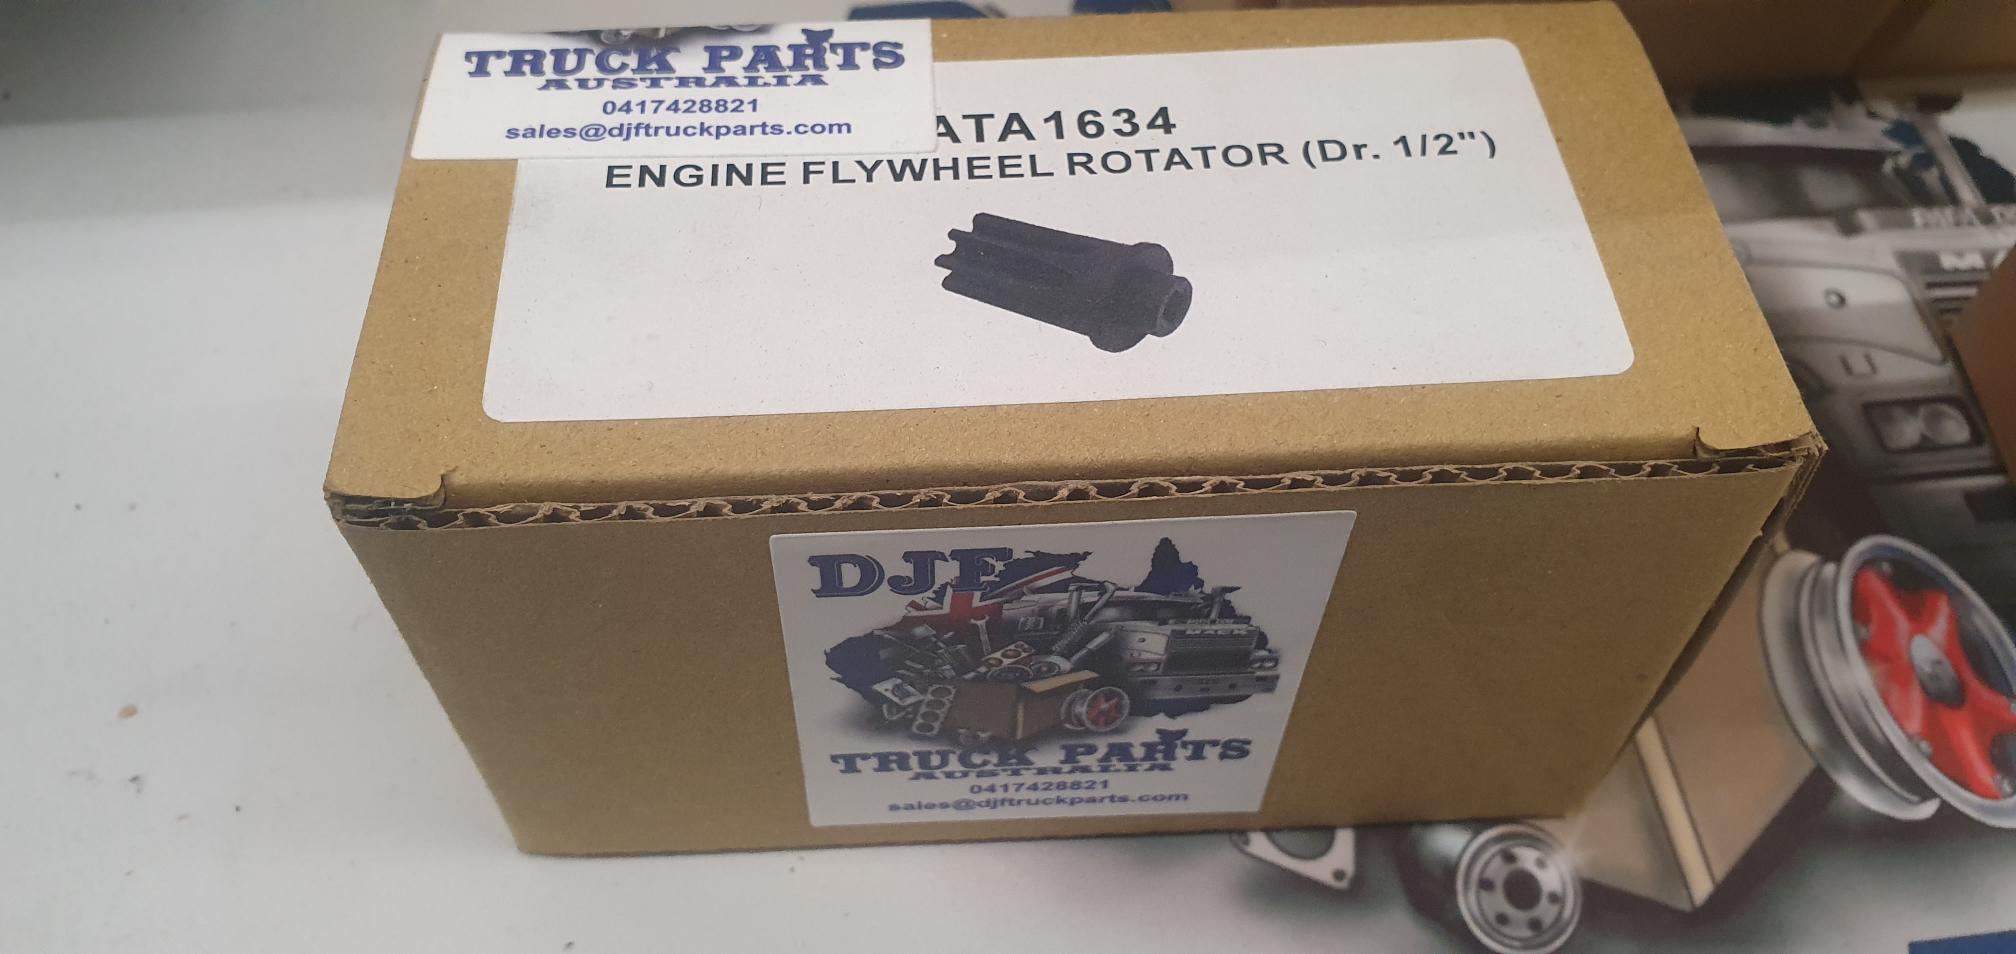 TRUCK PARTS
AUSTRALIA
0417428821
sales@djftruckparts.com
ATA1634
ENGINE FLYWHEEL ROTATOR (Dr. 1/2")
DJF
MACK
TRUCK PARTS
AUSTRALIA
0417428821
sales@djftruckparts.com